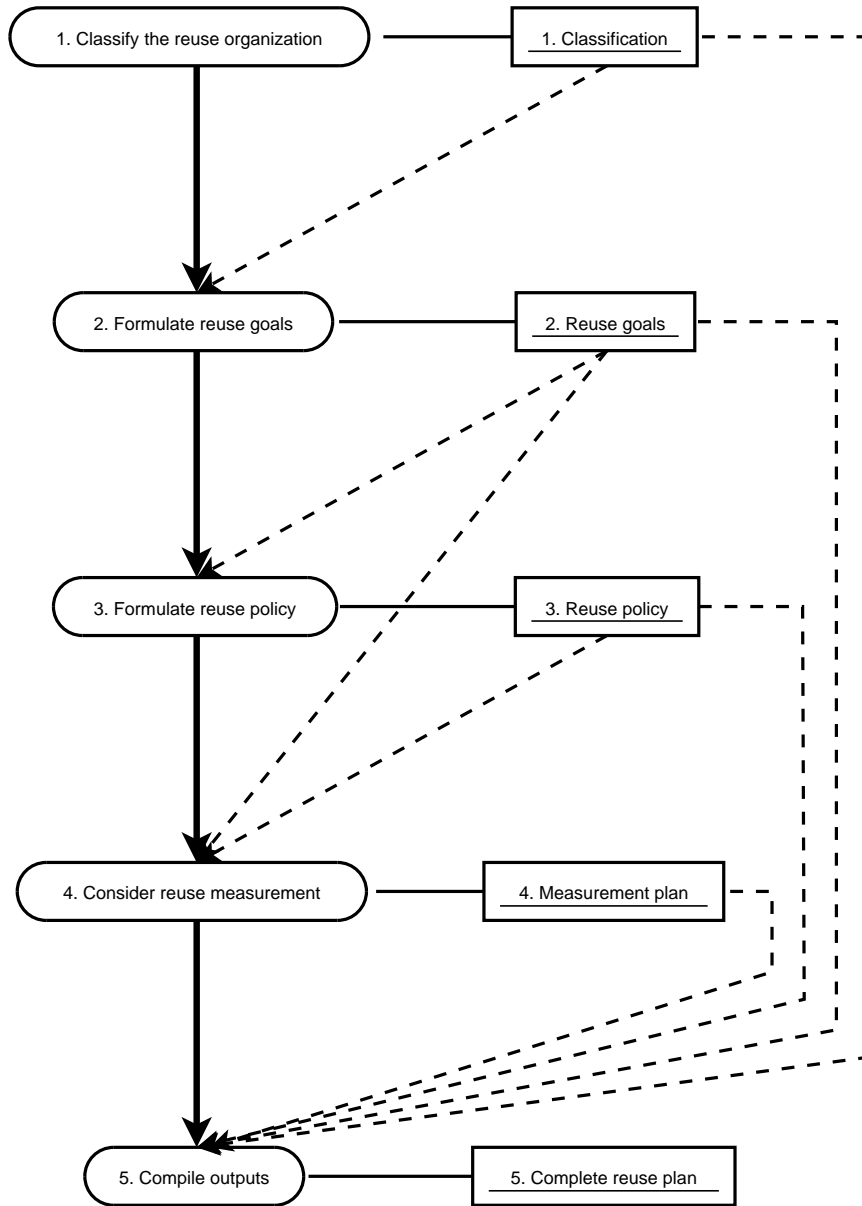 1. Classify the reuse organization
1. Classification
2. Formulate reuse goals
2. Reuse goals
3. Formulate reuse policy
3. Reuse policy
4. Consider reuse measurement
4. Measurement plan
5. Compile outputs
5. Complete reuse plan